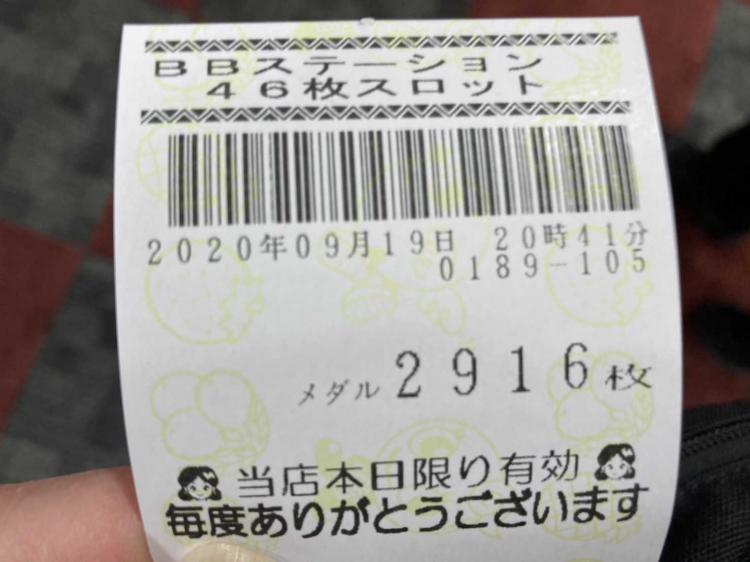 BBステーション
46枚スロット
2020年09月19日 20時41分
0189-105
メダル 2916枚
当店本日限り有効
毎度ありがとうございます